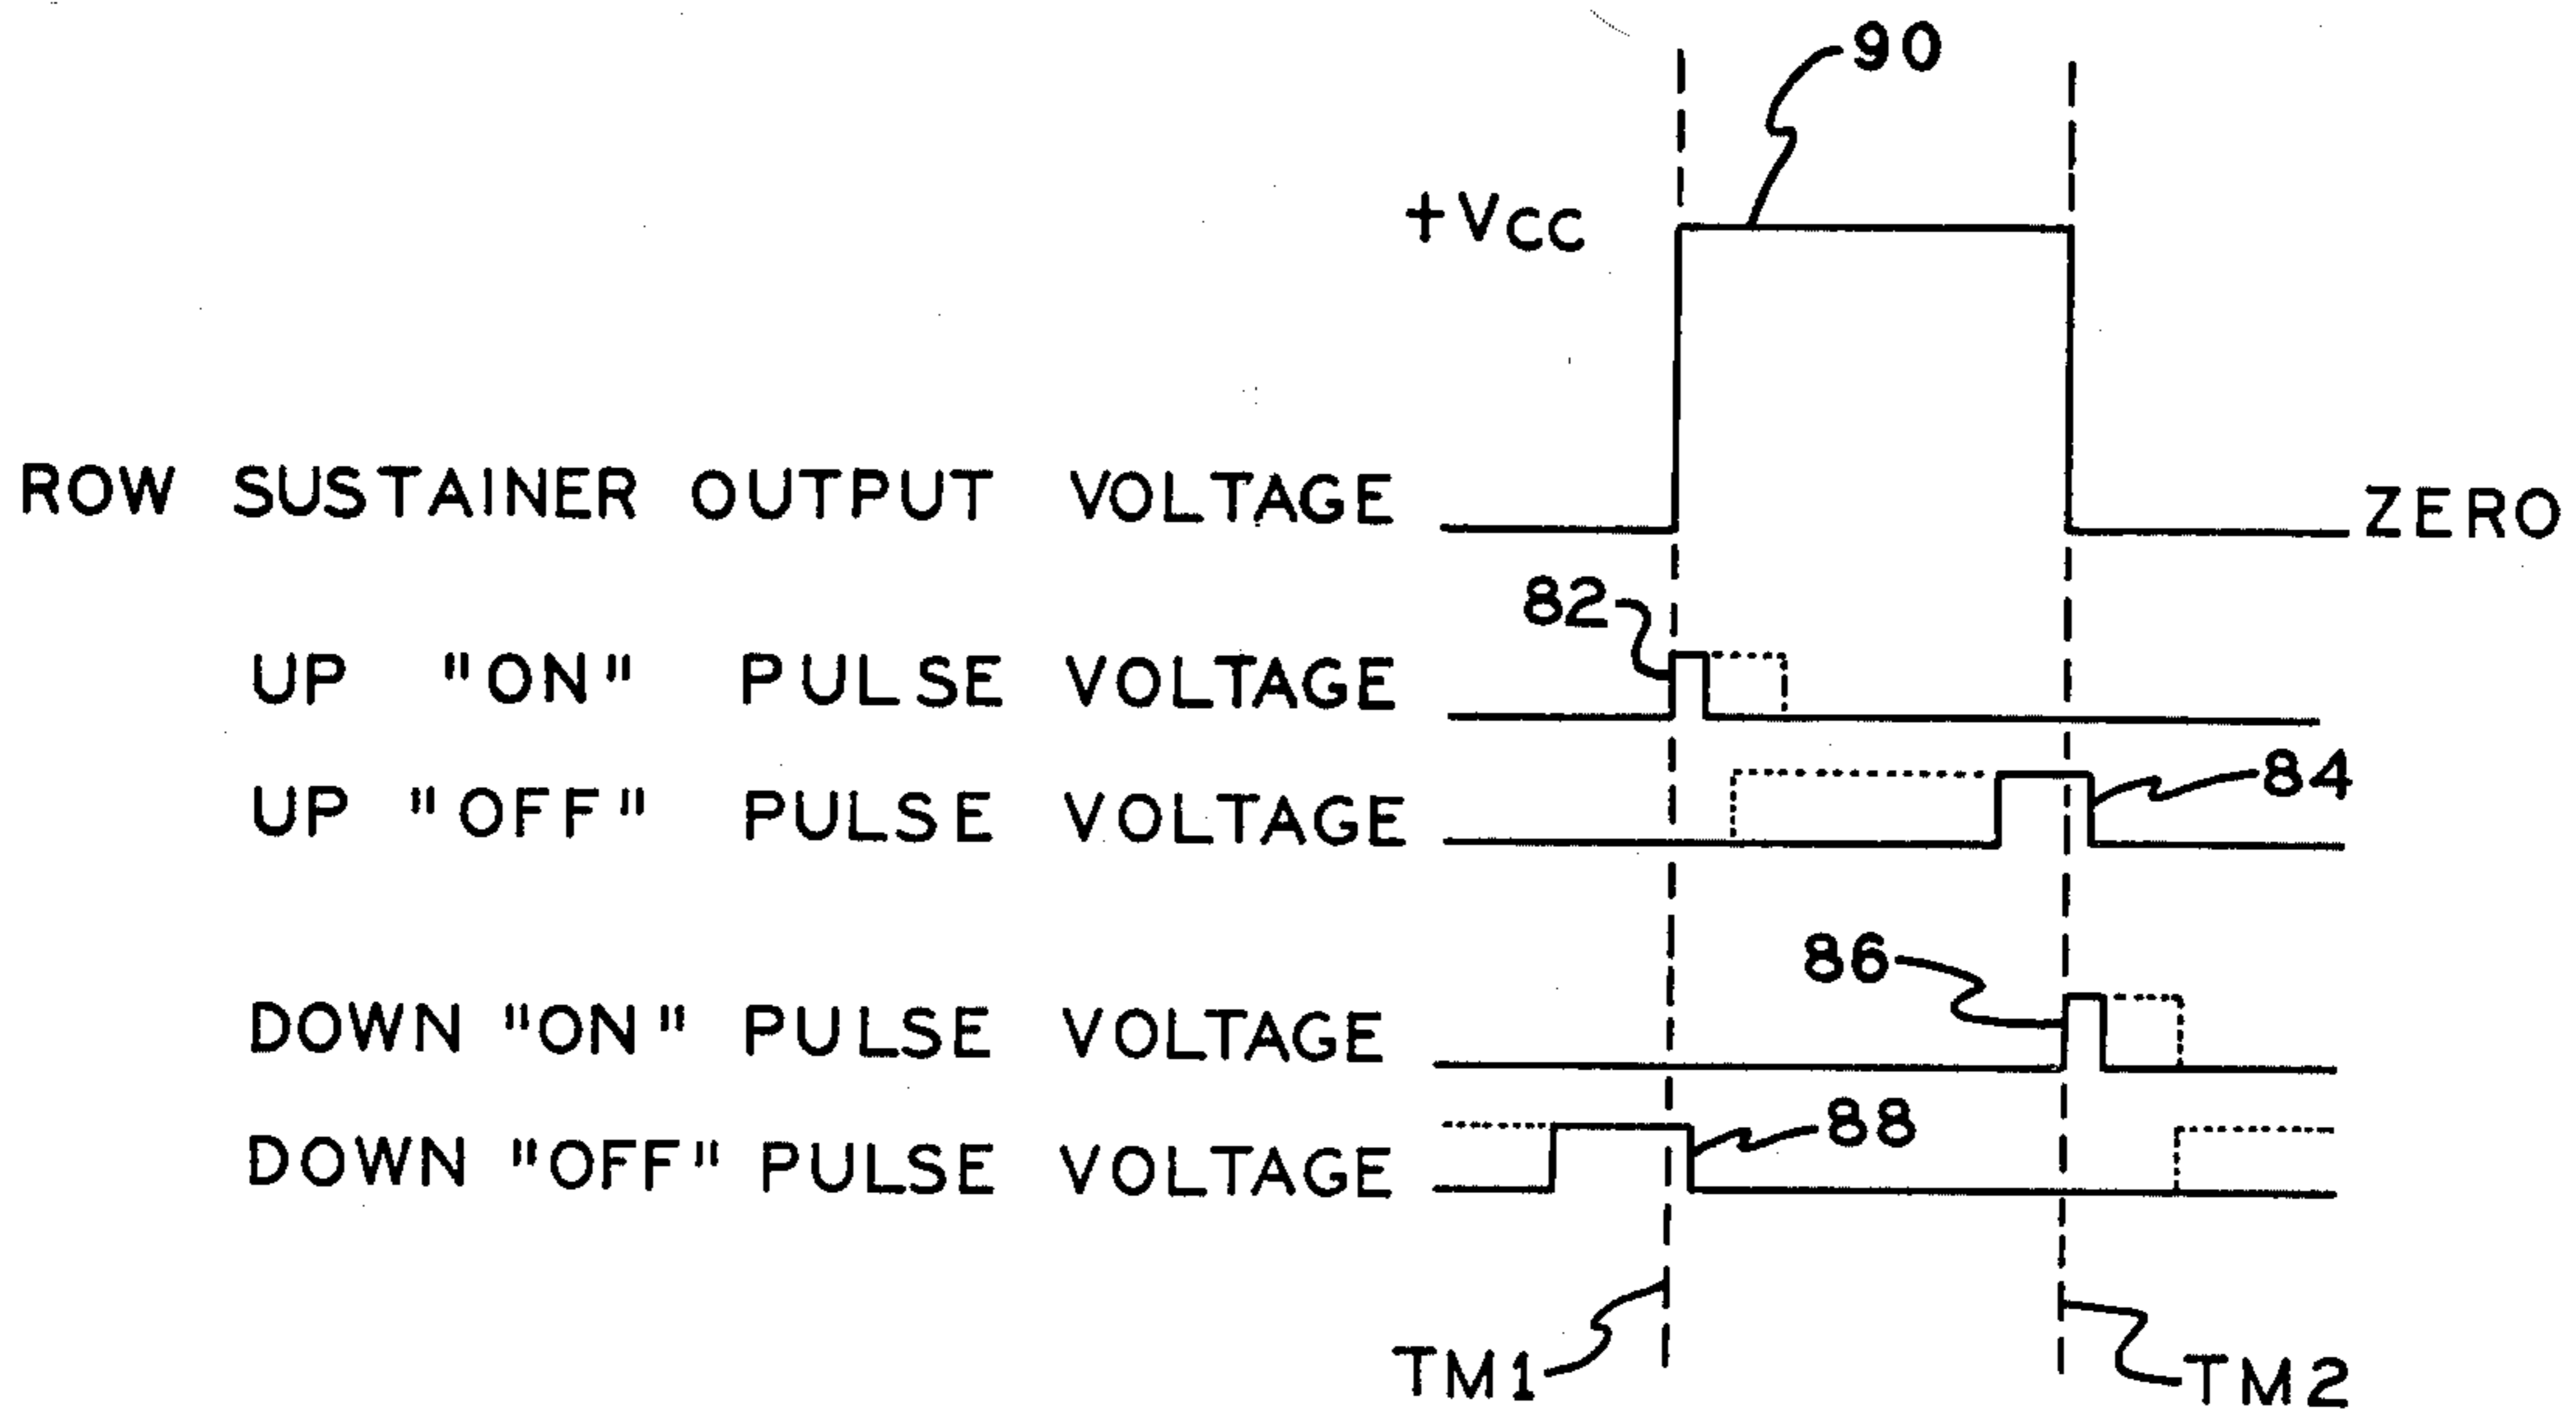 90
+VCC
ROW SUSTAINER OUTPUT VOLTAGE
ZERO
82
UP "ON" PULSE VOLTAGE
UP "OFF" PULSE VOLTAGE
84
86
DOWN "ON" PULSE VOLTAGE
DOWN "OFF" PULSE VOLTAGE
88
TM1
TM2